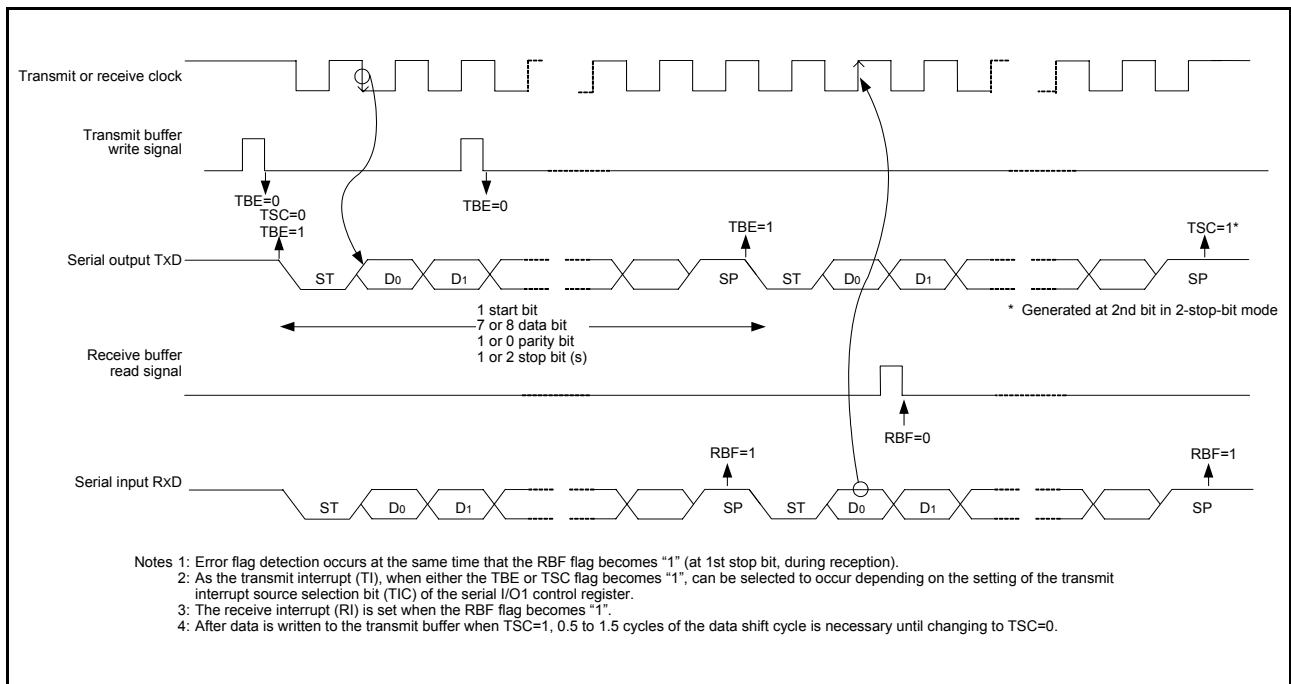 Transmit or receive clock
Transmit buffer
write signal
TBE=0
TSC=0
TBE=1
TBE=0
TBE=1
TSC=1*
Serial output TxD
ST
D0
D1
SP
ST
D0
D1
SP
1 start bit
7 or 8 data bit
1 or 0 parity bit
1 or 2 stop bit (s)
* Generated at 2nd bit in 2-stop-bit mode
Receive buffer
read signal
RBF=0
RBF=1
RBF=1
Serial input RxD
ST
D0
D1
SP
ST
D0
D1
SP
Notes 1: Error flag detection occurs at the same time that the RBF flag becomes “1” (at 1st stop bit, during reception).
2: As the transmit interrupt (TI), when either the TBE or TSC flag becomes “1”, can be selected to occur depending on the setting of the transmit
interrupt source selection bit (TIC) of the serial I/O1 control register.
3: The receive interrupt (RI) is set when the RBF flag becomes “1”.
4: After data is written to the transmit buffer when TSC=1, 0.5 to 1.5 cycles of the data shift cycle is necessary until changing to TSC=0.